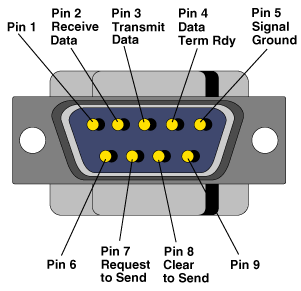 Pin 1
Pin 2
Receive
Data
Pin 3
Transmit
Data
Pin 4
Data
Term Rdy
Pin 5
Signal
Ground
Pin 6
Pin 7
Request
to Send
Pin 8
Clear
to Send
Pin 9